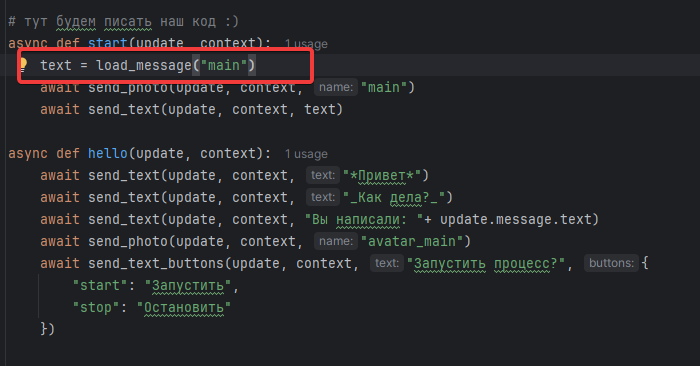 # тут будем писать наш код :)
async def start(update, context): 1 usage
text = load_message("main")
await send_photo(update, context, name: "main")
await send_text(update, context, text)
async def hello(update, context): 1 usage
await send_text(update, context, text: "*Привет*")
await send_text(update, context, text: "_Как дела?_")
await send_text(update, context, "Вы написали: "+ update.message.text)
await send_photo(update, context, name: "avatar_main")
await send_text_buttons(update, context, text: "Запустить процесс?", buttons: {
"start": "Запустить",
"stop": "Остановить"
})